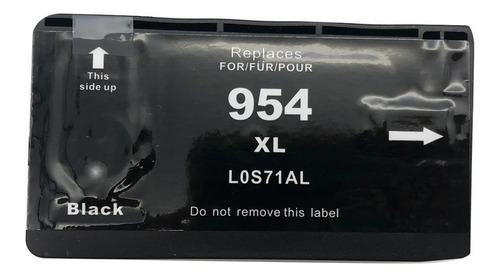 This
side up
Replaces
FOR/FÜR/POUR
954
XL
L0S71AL
Black
Do not remove this label